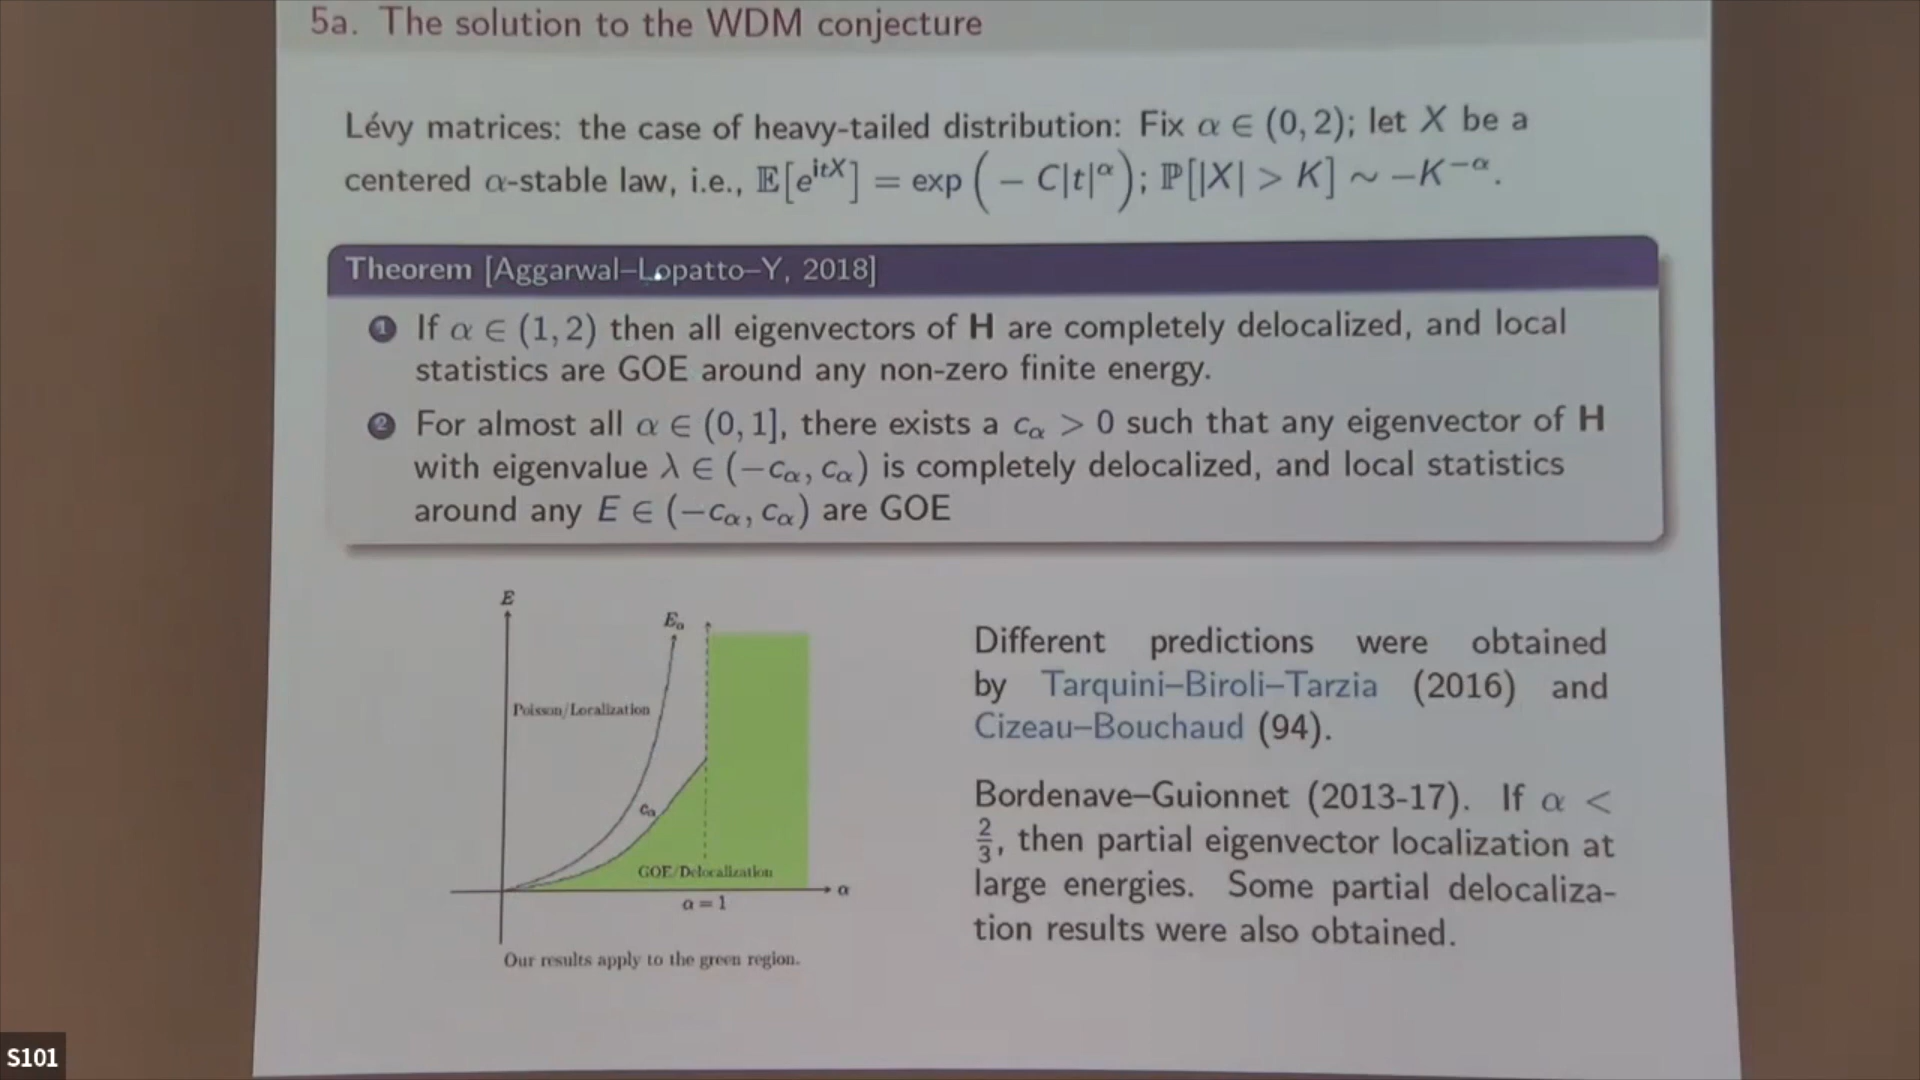 5a. The solution to the WDM conjecture
Lévy matrices: the case of heavy-tailed distribution: Fix α ∈ (0, 2); let X be a
centered α-stable law, i.e., 𝔼[e^{itX}] = exp ( − C|t|^α); ℙ[|X| > K] ∼ −K^{−α}.
Theorem [Aggarwal–Lopatto–Y, 2018]
1 If α ∈ (1, 2) then all eigenvectors of H are completely delocalized, and local
statistics are GOE around any non-zero finite energy.
2 For almost all α ∈ (0, 1], there exists a c_α > 0 such that any eigenvector of H
with eigenvalue λ ∈ (−c_α, c_α) is completely delocalized, and local statistics
around any E ∈ (−c_α, c_α) are GOE
E
E_α
Poisson/Localization
c_α
GOE/Delocalization
α
α = 1
Our results apply to the green region.
Different predictions were obtained
by Tarquini–Biroli–Tarzia (2016) and
Cizeau–Bouchaud (94).
Bordenave–Guionnet (2013-17). If α <
2/3, then partial eigenvector localization at
large energies. Some partial delocaliza-
tion results were also obtained.
S101